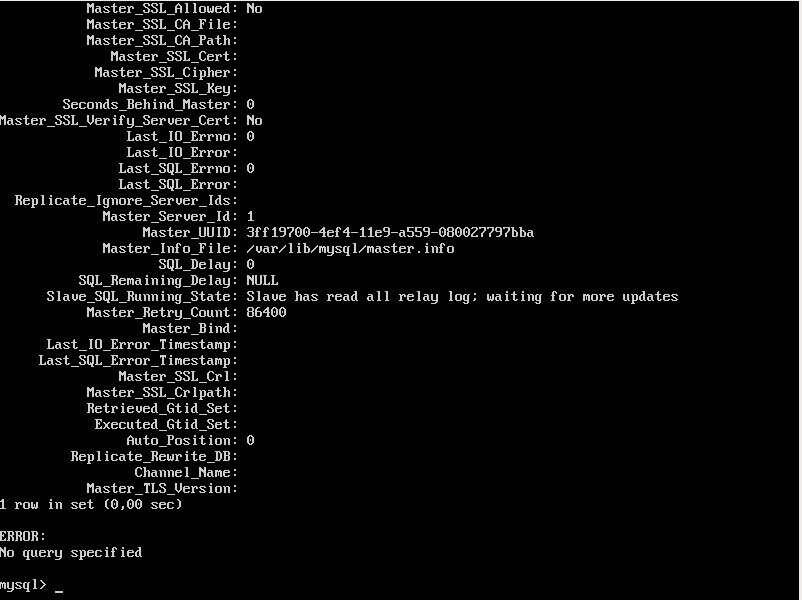 Master_SSL_Allowed: No
Master_SSL_CA_File:
Master_SSL_CA_Path:
Master_SSL_Cert:
Master_SSL_Cipher:
Master_SSL_Key:
Seconds_Behind_Master: 0
Master_SSL_Verify_Server_Cert: No
Last_IO_Errno: 0
Last_IO_Error:
Last_SQL_Errno: 0
Last_SQL_Error:
Replicate_Ignore_Server_Ids:
Master_Server_Id: 1
Master_UUID: 3ff19700-4ef4-11e9-a559-080027797bba
Master_Info_File: /var/lib/mysql/master.info
SQL_Delay: 0
SQL_Remaining_Delay: NULL
Slave_SQL_Running_State: Slave has read all relay log; waiting for more updates
Master_Retry_Count: 86400
Master_Bind:
Last_IO_Error_Timestamp:
Last_SQL_Error_Timestamp:
Master_SSL_Crl:
Master_SSL_Crlpath:
Retrieved_Gtid_Set:
Executed_Gtid_Set:
Auto_Position: 0
Replicate_Rewrite_DB:
Channel_Name:
Master_TLS_Version:
1 row in set (0,00 sec)
ERROR:
No query specified
mysql> _